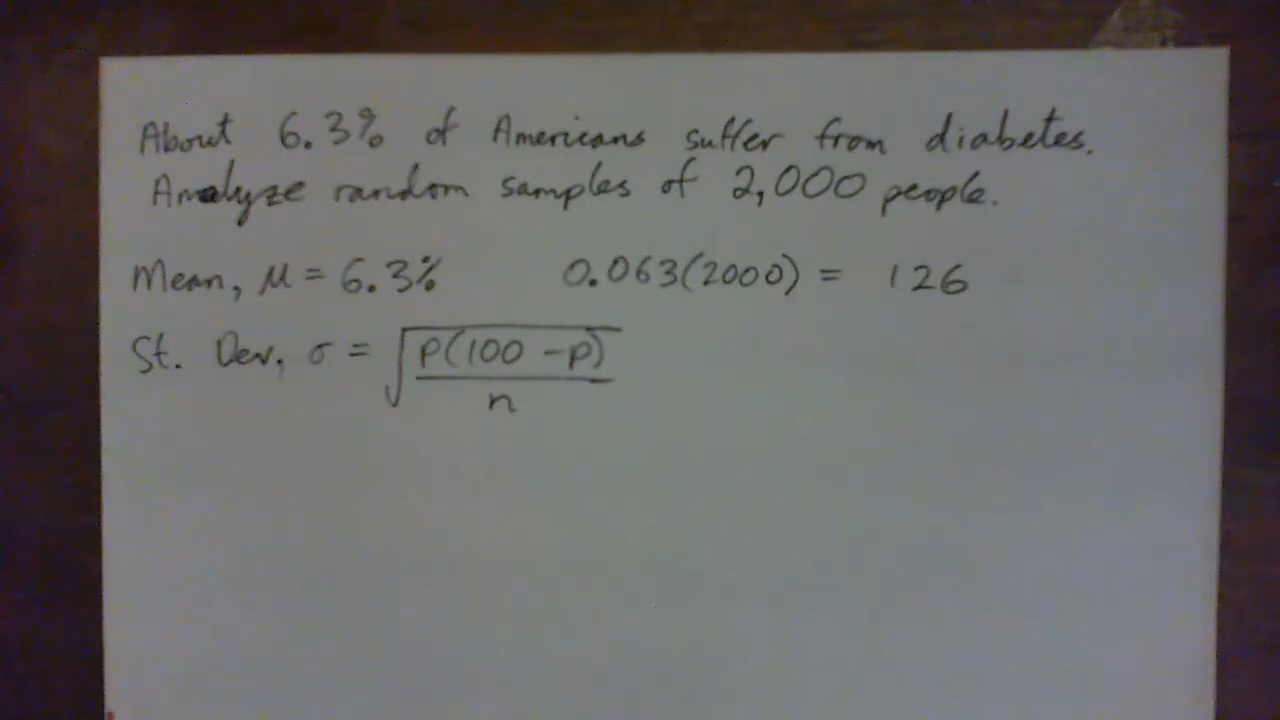 About 6.3% of Americans suffer from diabetes.
Analyze random samples of 2,000 people.
Mean, μ = 6.3% 0.063(2000) = 126
St. Dev, σ = √(p(100 - p)/n)